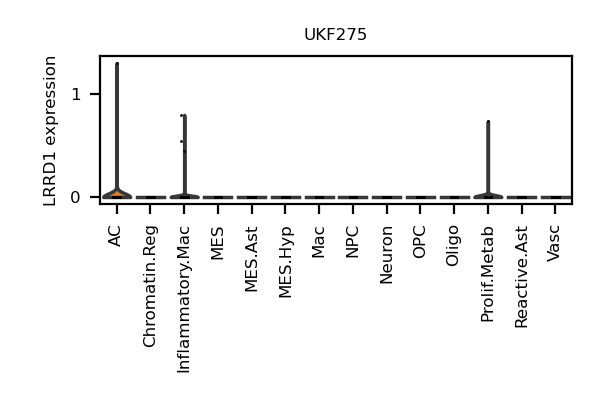 UKF275
LRRD1 expression
1
0
AC
Chromatin.Reg
Inflammatory.Mac
MES
MES.Ast
MES.Hyp
Mac
NPC
Neuron
OPC
Oligo
Prolif.Metab
Reactive.Ast
Vasc